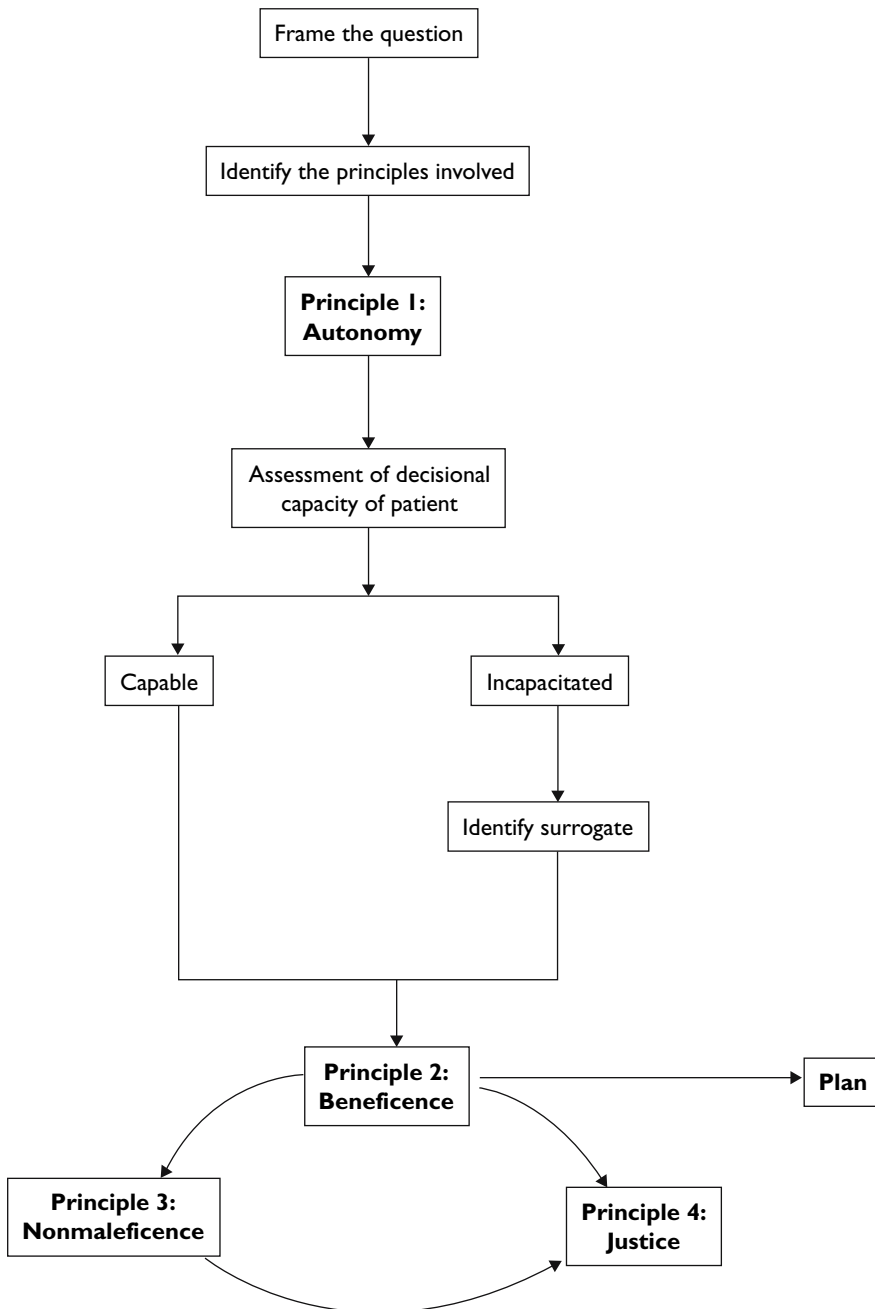 Frame the question
Identify the principles involved
Principle 1:
Autonomy
Assessment of decisional
capacity of patient
Capable
Incapacitated
Identify surrogate
Principle 2:
Beneficence
Plan
Principle 3:
Nonmaleficence
Principle 4:
Justice